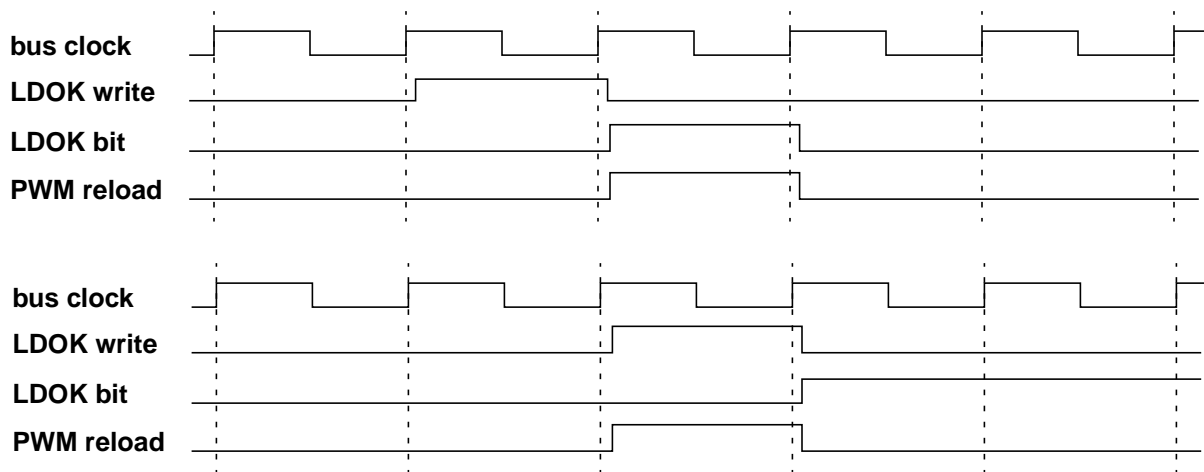 bus clock
LDOK write
LDOK bit
PWM reload
bus clock
LDOK write
LDOK bit
PWM reload